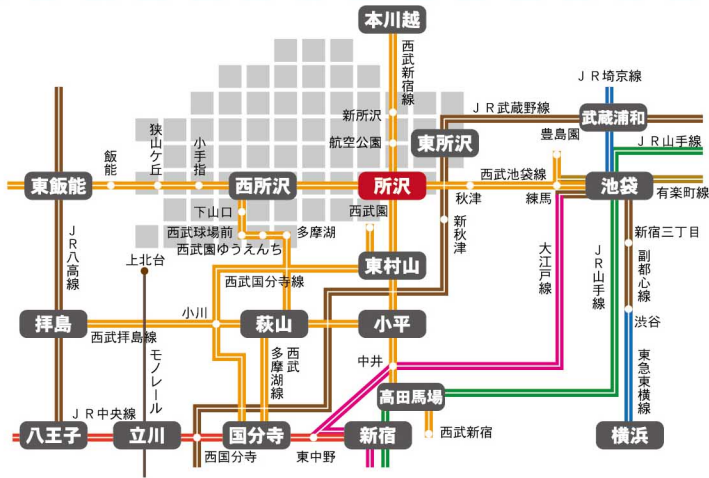 本川越
西武新宿線
JR埼京線
JR武蔵野線
武蔵浦和
新所沢
航空公園
東所沢
豊島園
JR山手線
狭山ケ丘
小手指
飯能
東飯能
西所沢
所沢
西武池袋線
秋津
練馬
池袋
有楽町線
下山口
西武園
西武球場前
多摩湖
西武園ゆうえんち
新秋津
新宿三丁目
JR八高線
上北台
東村山
西武国分寺線
大江戸線
JR山手線
副都心線
拝島
小川
萩山
小平
渋谷
西武拝島線
モノレール
西武
多摩湖線
中井
東急東横線
高田馬場
JR中央線
八王子
立川
国分寺
新宿
西武新宿
横浜
西国分寺
東中野